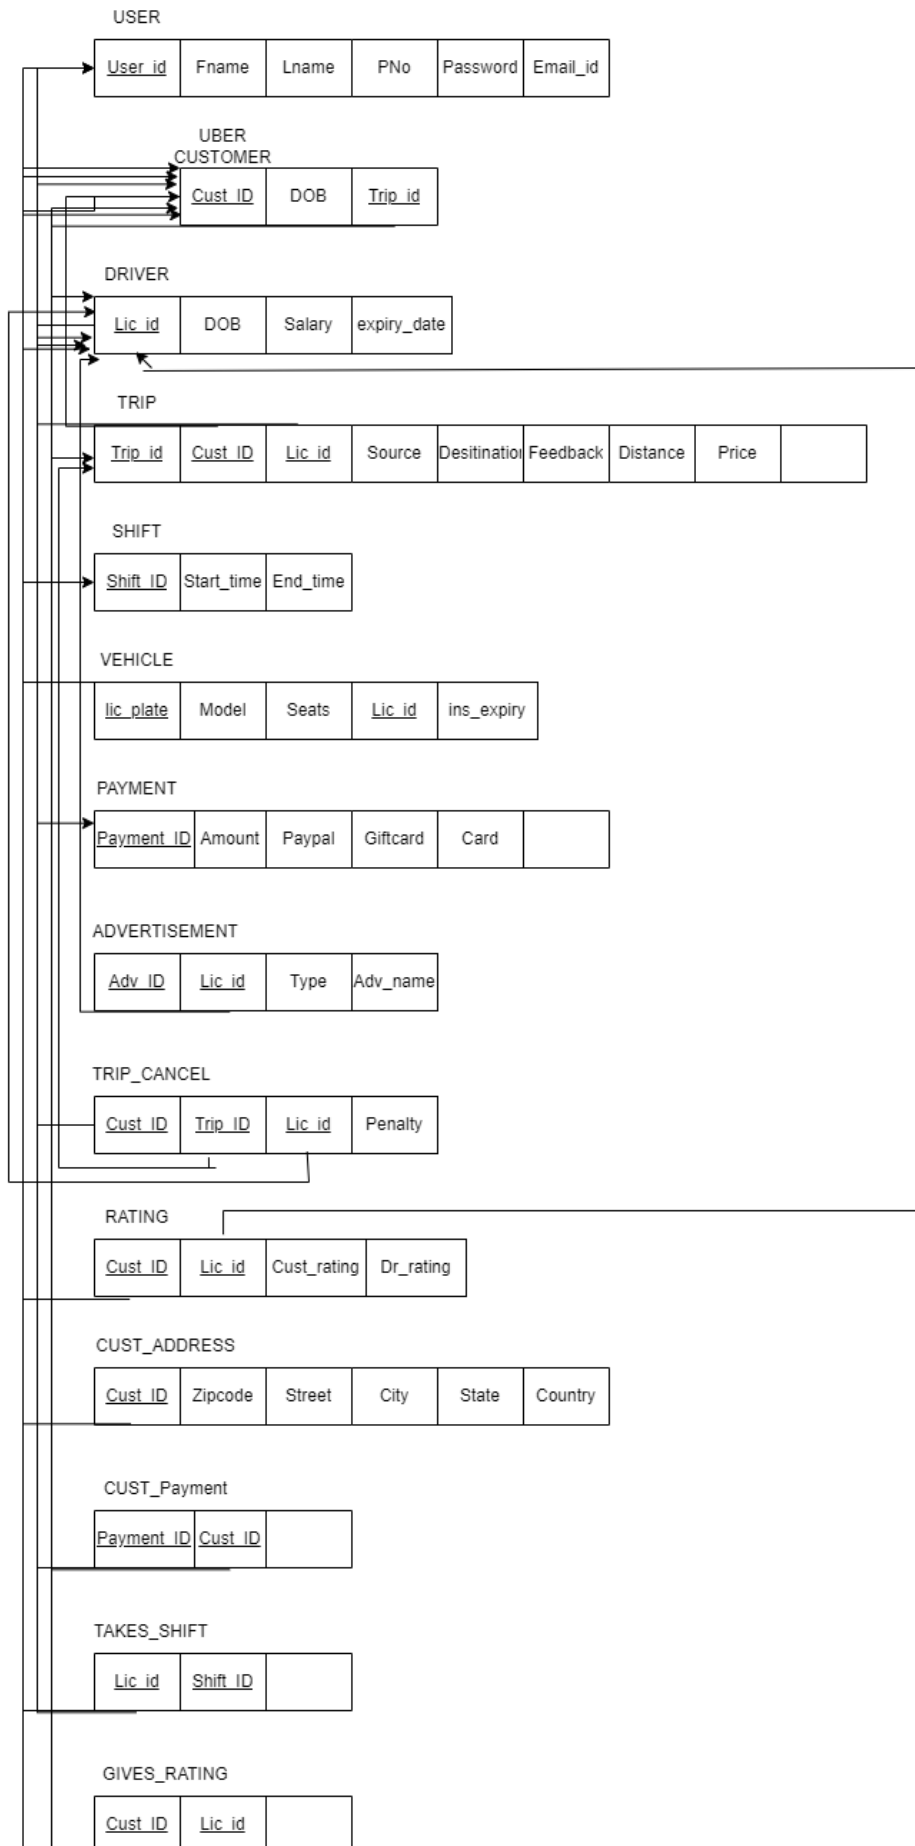 USER
User_id Fname Lname PNo Password Email_id
UBER
CUSTOMER
Cust_ID DOB Trip_id
DRIVER
Lic_id DOB Salary expiry_date
TRIP
Trip_id Cust_ID Lic_id Source Desitination Feedback Distance Price
SHIFT
Shift_ID Start_time End_time
VEHICLE
lic_plate Model Seats Lic_id ins_expiry
PAYMENT
Payment_ID Amount Paypal Giftcard Card
ADVERTISEMENT
Adv_ID Lic_id Type Adv_name
TRIP_CANCEL
Cust_ID Trip_ID Lic_id Penalty
RATING
Cust_ID Lic_id Cust_rating Dr_rating
CUST_ADDRESS
Cust_ID Zipcode Street City State Country
CUST_Payment
Payment_ID Cust_ID
TAKES_SHIFT
Lic_id Shift_ID
GIVES_RATING
Cust_ID Lic_id